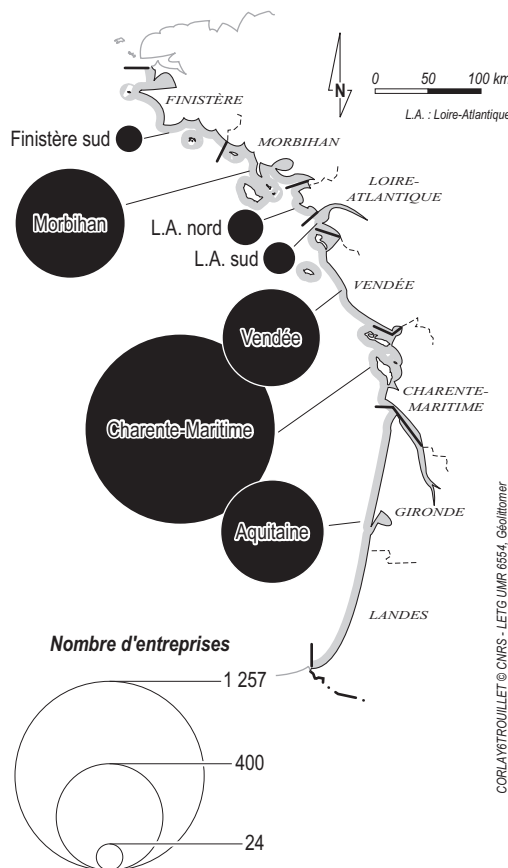 N
0 50 100 km
L.A. : Loire-Atlantique
FINISTÈRE
Finistère sud
MORBIHAN
LOIRE-
ATLANTIQUE
Morbihan
L.A. nord
L.A. sud
VENDÉE
Vendée
CHARENTE-
MARITIME
Charente-Maritime
GIRONDE
Aquitaine
LANDES
Nombre d'entreprises
1 257
400
24
CORLAY6TROUILLET © CNRS - LETG UMR 6554, Géolittomer